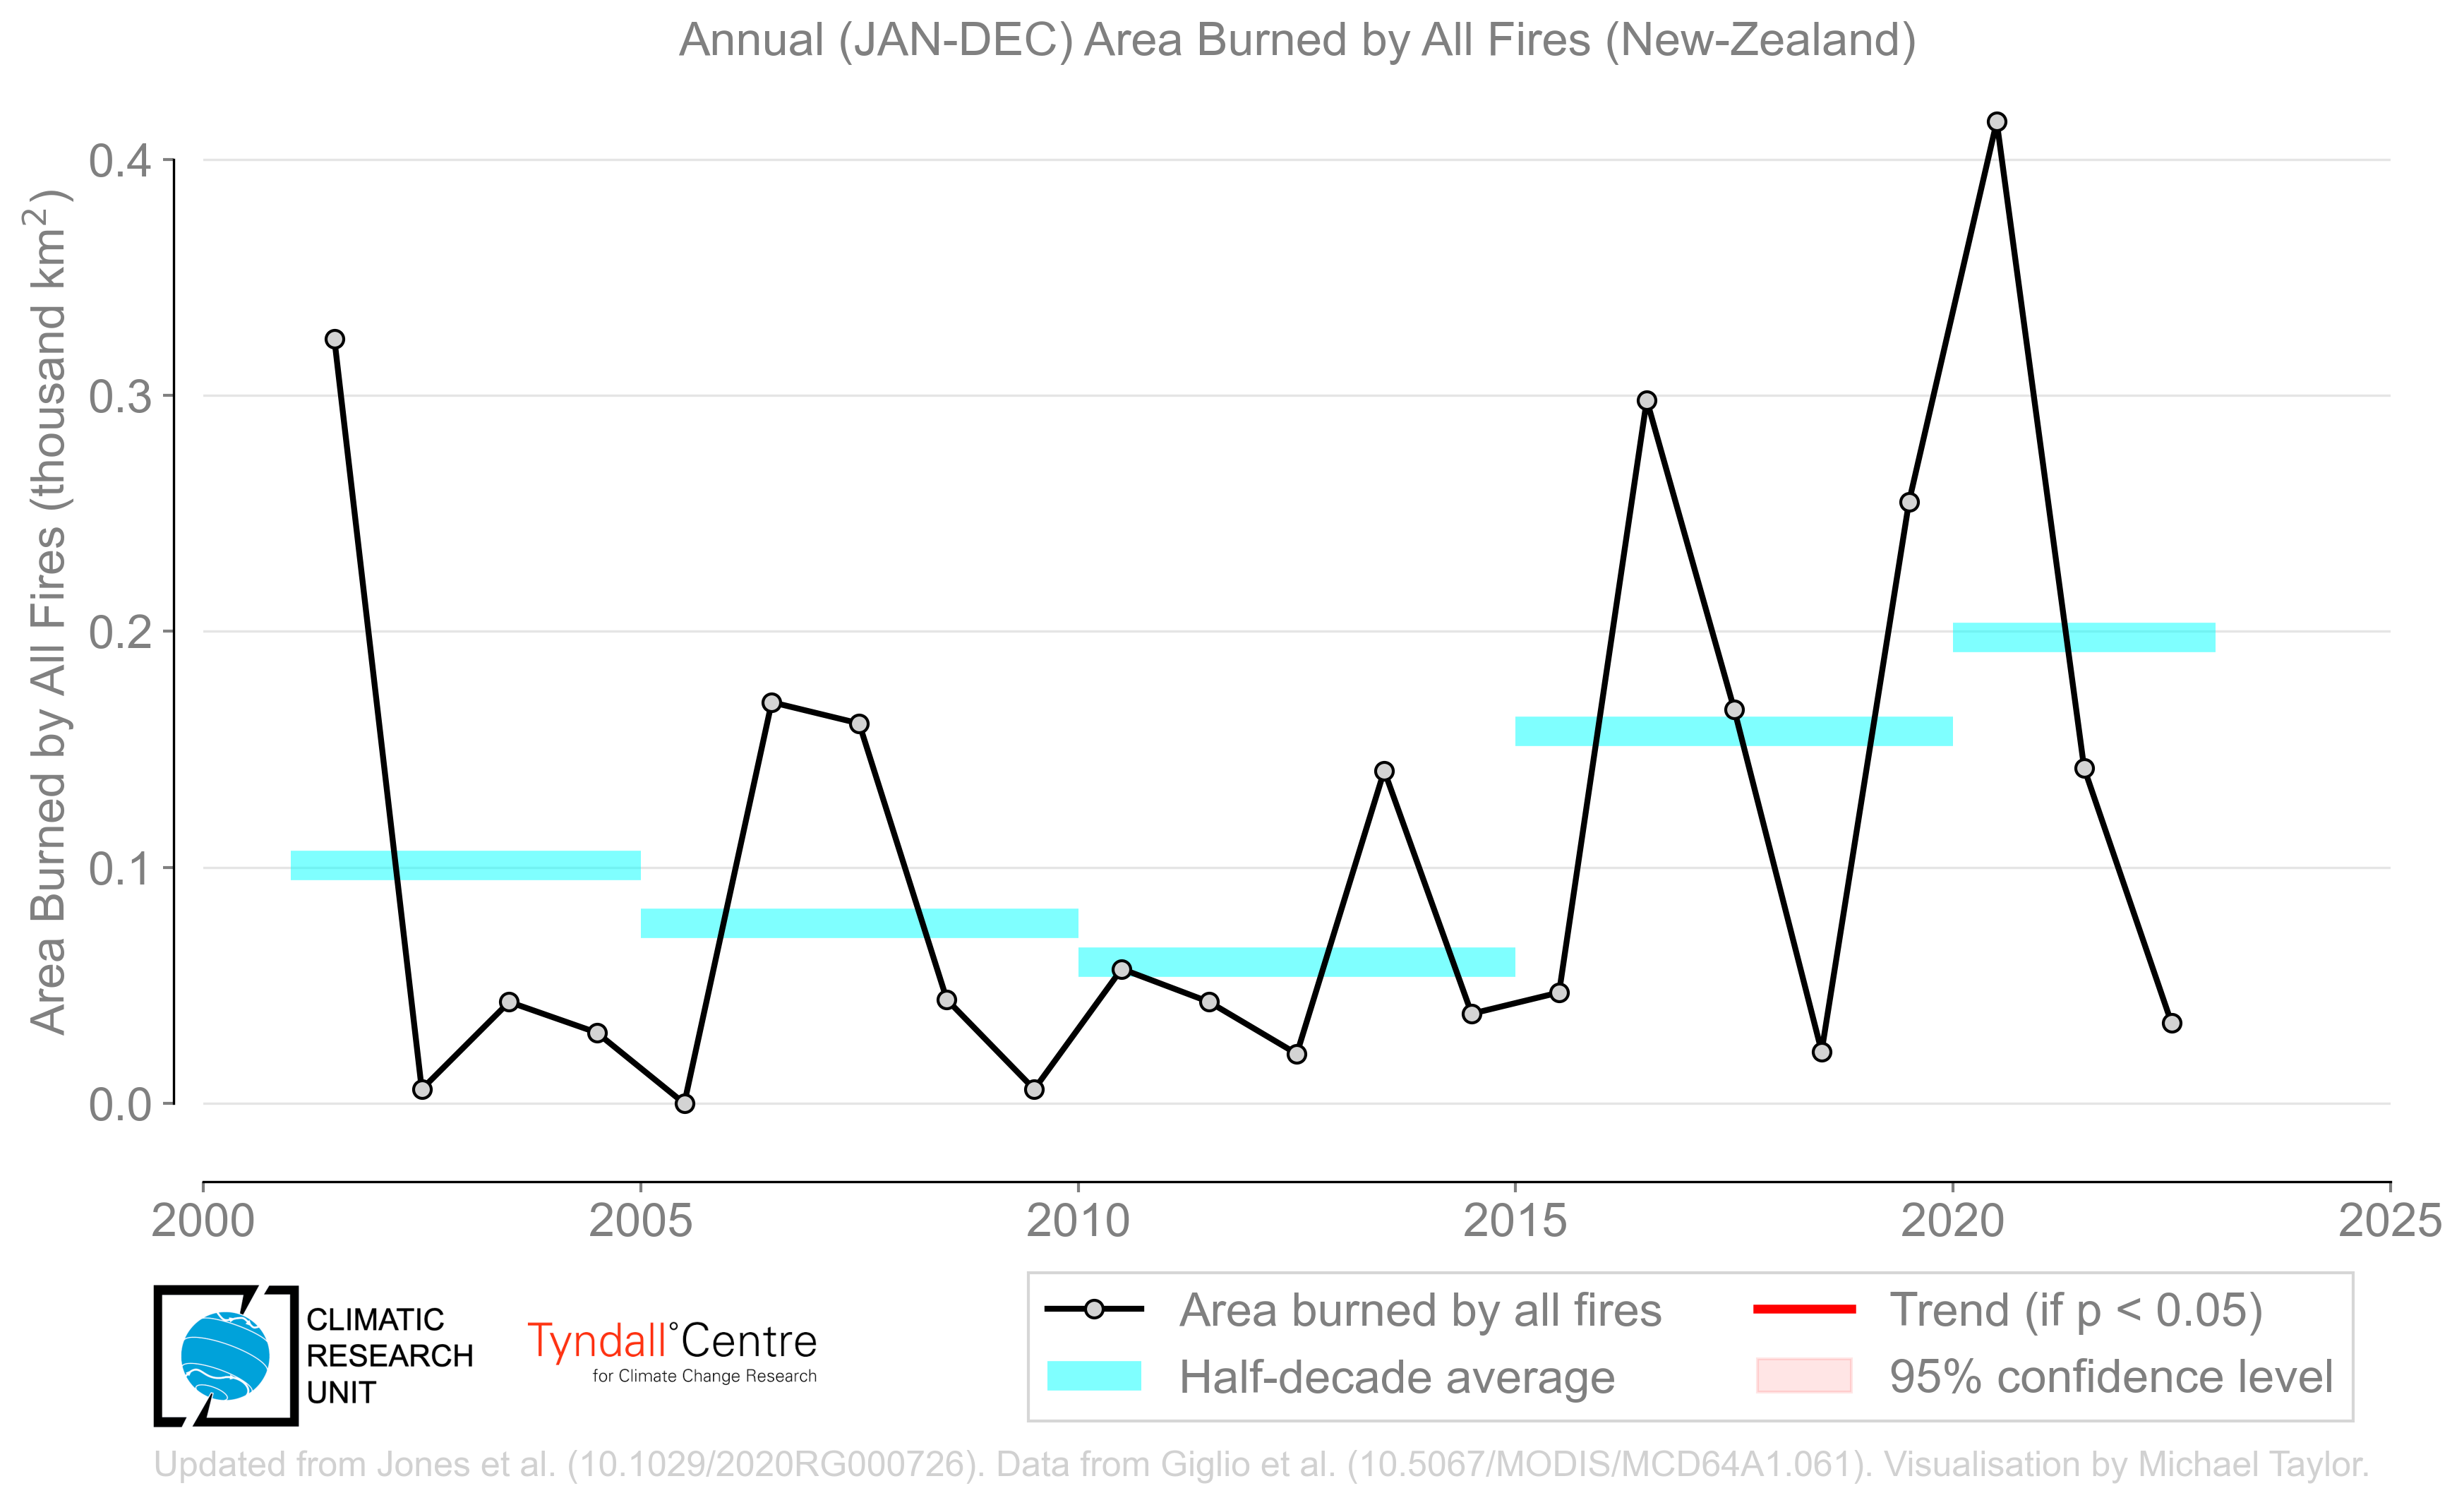 Annual (JAN-DEC) Area Burned by All Fires (New-Zealand)
Area Burned by All Fires (thousand km²)
0.4
0.3
0.2
0.1
0.0
2000 2005 2010 2015 2020 2025
CLIMATIC
RESEARCH
UNIT
Tyndall°Centre
for Climate Change Research
Area burned by all fires
Half-decade average
Trend (if p < 0.05)
95% confidence level
Updated from Jones et al. (10.1029/2020RG000726). Data from Giglio et al. (10.5067/MODIS/MCD64A1.061). Visualisation by Michael Taylor.